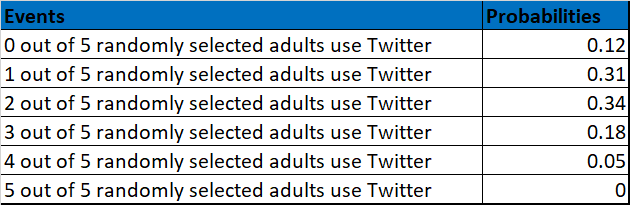 Events Probabilities
0 out of 5 randomly selected adults use Twitter 0.12
1 out of 5 randomly selected adults use Twitter 0.31
2 out of 5 randomly selected adults use Twitter 0.34
3 out of 5 randomly selected adults use Twitter 0.18
4 out of 5 randomly selected adults use Twitter 0.05
5 out of 5 randomly selected adults use Twitter 0